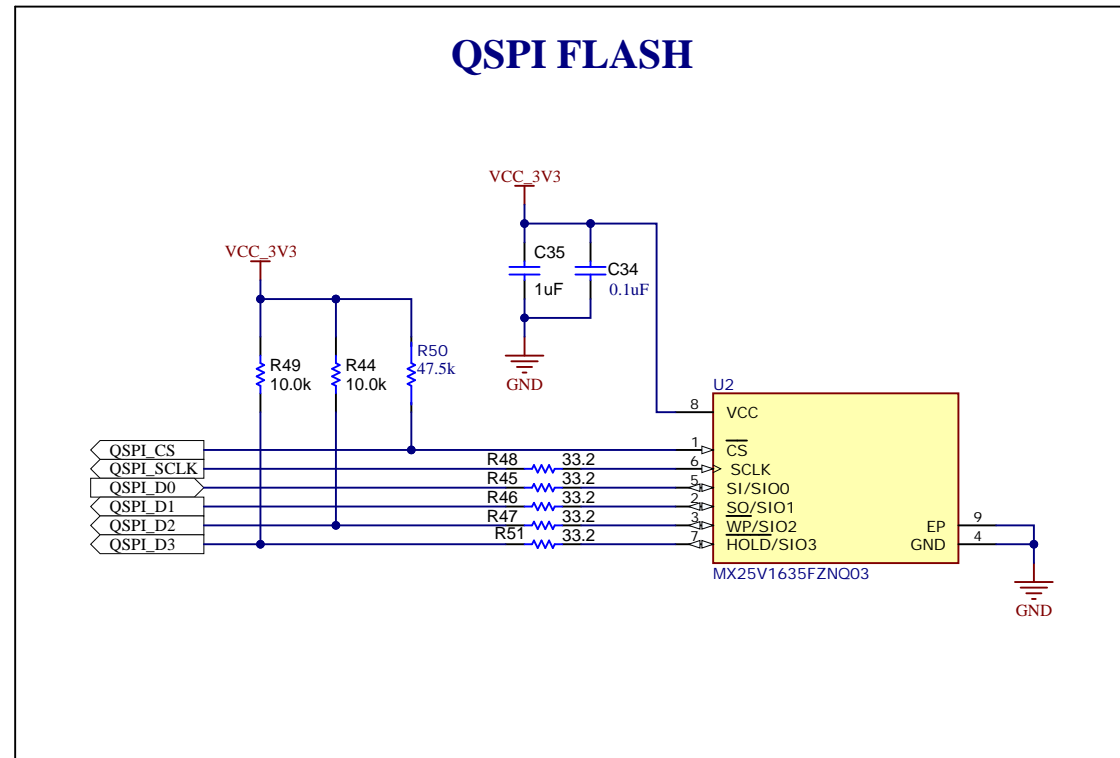 QSPI FLASH
VCC_3V3
C35
1uF
C34
0.1uF
GND
VCC_3V3
R49
10.0k
R44
10.0k
R50
47.5k
U2
8 VCC
QSPI_CS 1 CS
QSPI_SCLK R48 33.2 6 SCLK
QSPI_D0 R45 33.2 5 SI/SIO0
QSPI_D1 R46 33.2 2 SO/SIO1
QSPI_D2 R47 33.2 3 WP/SIO2
QSPI_D3 R51 33.2 7 HOLD/SIO3
EP 9
GND 4
MX25V1635FZNQ03
GND